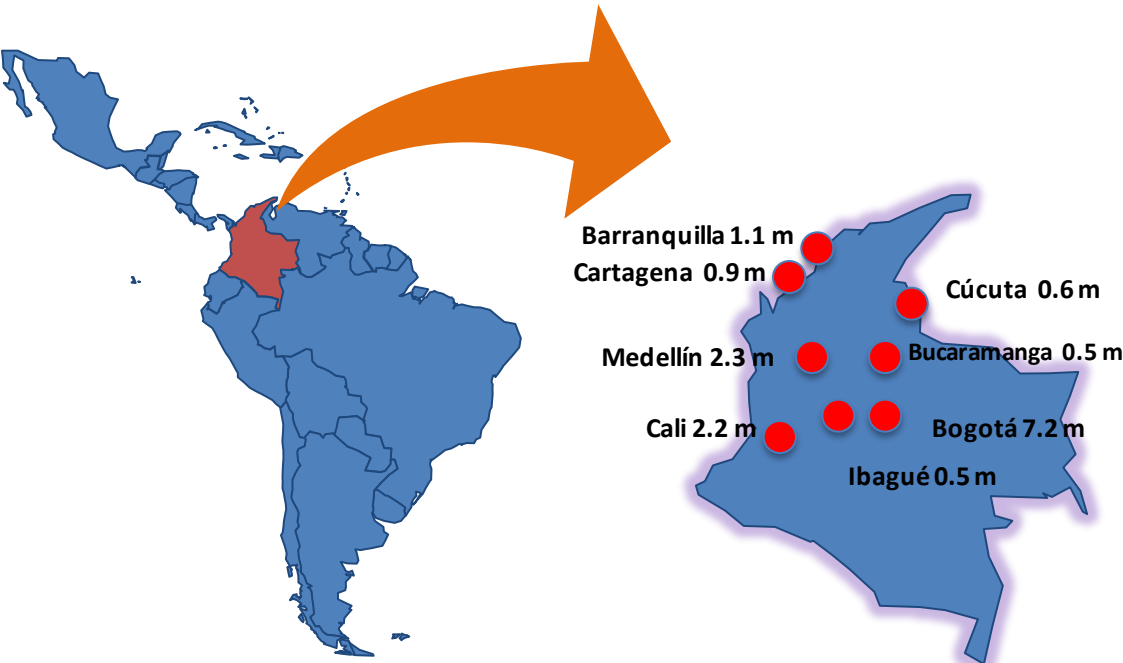 Barranquilla 1.1 m
Cartagena 0.9 m
Cúcuta 0.6 m
Medellín 2.3 m
Bucaramanga 0.5 m
Cali 2.2 m
Bogotá 7.2 m
Ibagué 0.5 m